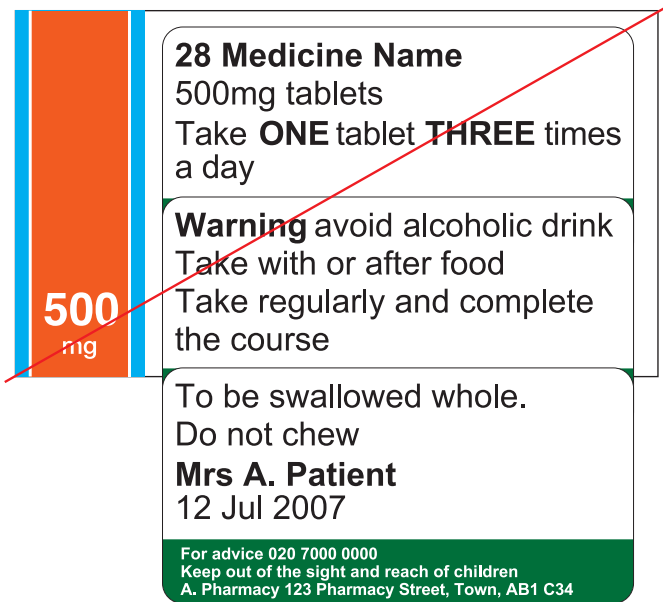 28 Medicine Name
500mg tablets
Take ONE tablet THREE times
a day
Warning avoid alcoholic drink
Take with or after food
Take regularly and complete
the course
500
mg
To be swallowed whole.
Do not chew
Mrs A. Patient
12 Jul 2007
For advice 020 7000 0000
Keep out of the sight and reach of children
A. Pharmacy 123 Pharmacy Street, Town, AB1 C34